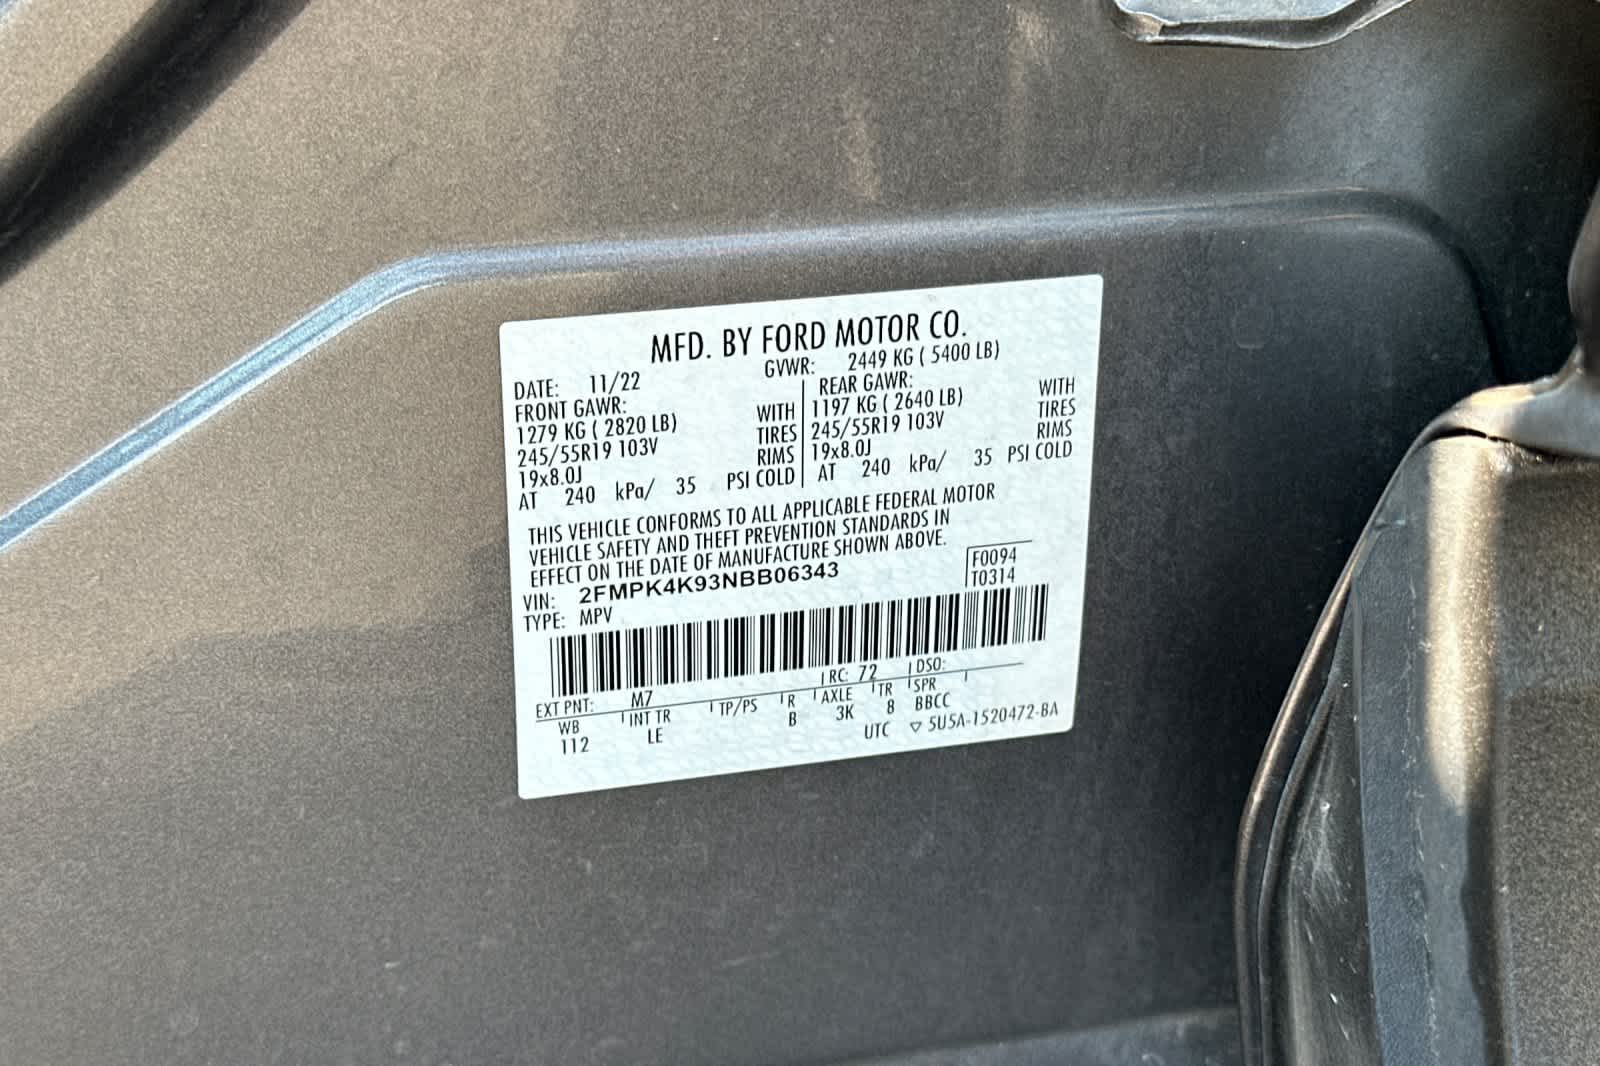 MFD. BY FORD MOTOR CO.
DATE: 11/22 GVWR: 2449 KG ( 5400 LB)
FRONT GAWR: REAR GAWR:
1279 KG ( 2820 LB) WITH 1197 KG ( 2640 LB) WITH
245/55R19 103V TIRES 245/55R19 103V TIRES
19x8.0J RIMS 19x8.0J RIMS
AT 240 kPa/ 35 PSI COLD AT 240 kPa/ 35 PSI COLD
THIS VEHICLE CONFORMS TO ALL APPLICABLE FEDERAL MOTOR
VEHICLE SAFETY AND THEFT PREVENTION STANDARDS IN
EFFECT ON THE DATE OF MANUFACTURE SHOWN ABOVE.
VIN: 2FMPK4K93NBB06343 F0094
TYPE: MPV T0314
EXT PNT: M7 RC: 72 DSO:
WB INT TR TP/PS R AXLE TR SPR
112 LE B 3K 8 BBCC
UTC ▽ 5U5A-1520472-BA